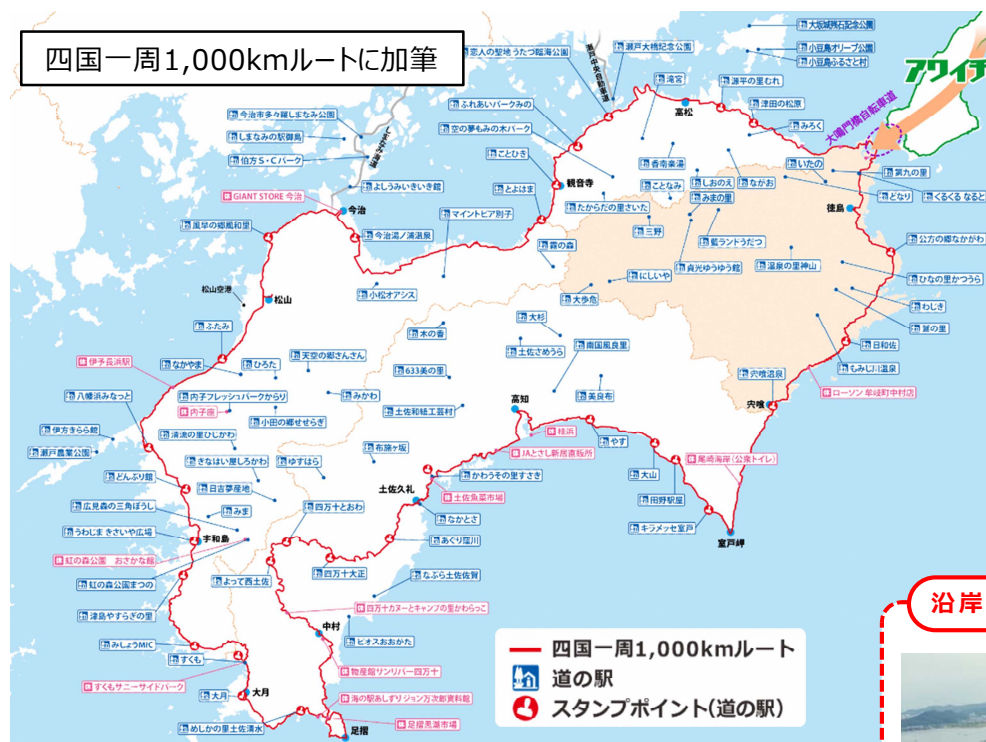 四国一周1,000kmルートに加筆
大坂城残石記念公園
小豆島オリーブ公園
小豆島ふるさと村
アワイチ
大鳴門橋自転車道
恋人の聖地 うたづ臨海公園
瀬戸中央自動車道
瀬戸大橋記念公園
滝宮
源平の里むれ
高松
津田の松原
みろく
ふれあいパークみの
空の夢もみの木パーク
ことひき
観音寺
とよはま
たからだの里さいた
香南楽湯
ことなみ
しおのえ
みまの里
ながお
いたの
第九の里
どなり
くるくる なると
徳島
三野
藍ランドうだつ
貞光ゆうゆう館
にしいや
温泉の里神山
公方の郷なかがわ
ひなの里かつうら
わじき
鷲の里
日和佐
もみじ川温泉
ローソン 牟岐町中村店
宍喰温泉
宍喰
今治市多々羅しまなみ公園
しまなみの駅御島
伯方S・Cパーク
しまなみ海道
よしうみいきいき館
GIANT STORE 今治
今治
今治湯ノ浦温泉
マイントピア別子
霧の森
風早の郷風和里
松山空港
松山
小松オアシス
大歩危
木の香
大杉
土佐さめうら
南国風良里
ふたみ
なかやま
ひろた
天空の郷さんさん
633美の里
みかわ
美良布
伊予長浜駅
内子フレッシュパークからり
内子座
小田の郷せせらぎ
土佐和紙工芸村
高知
桂浜
やす
八幡浜みなっと
伊方きらら館
瀬戸農業公園
清流の里ひじかわ
きなはい屋しろかわ
ゆすはら
布施ヶ坂
JAとさし新居直販所
かわうその里すさき
土佐魚菜市場
大山
田野駅屋
尾崎海岸(公衆トイレ)
キラメッセ室戸
室戸岬
どんぶり館
日吉夢産地
土佐久礼
なかとさ
広見森の三角ぼうし
みま
四万十とおわ
うわじま きさいや広場
宇和島
あぐり窪川
虹の森公園 おさかな館
よって西土佐
四万十大正
なぶら土佐佐賀
虹の森公園まつの
津島やすらぎの里
四万十カヌーとキャンプの里かわらっこ
中村
ビオスおおがた
みしょうMIC
すくも
物産館サンリバー四万十
すくもサニーサイドパーク
大月
大月
海の駅あしずり
ジョン万次郎資料館
めじかの里土佐清水
足摺黒潮市場
足摺
四国一周1,000kmルート
道の駅
スタンプポイント(道の駅)
沿岸